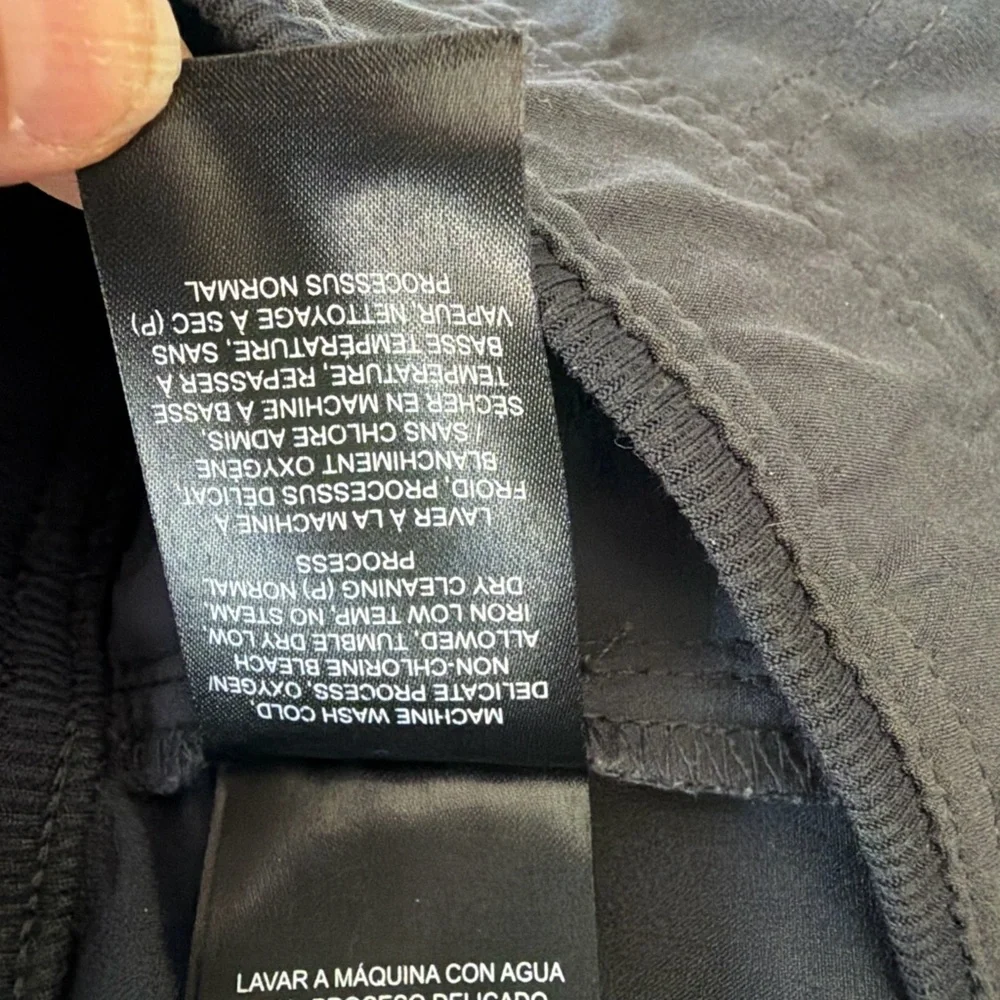 MACHINE WASH COLD,
DELICATE PROCESS, OXYGEN/
NON-CHLORINE BLEACH
ALLOWED, TUMBLE DRY LOW,
IRON LOW TEMP, NO STEAM,
DRY CLEANING (P) NORMAL
PROCESS
LAVER À LA MACHINE À
FROID, PROCESSUS DÉLICAT,
BLANCHIMENT OXYGÈNE
/ SANS CHLORE ADMIS,
SÉCHER EN MACHINE À BASSE
TEMPÉRATURE, REPASSER À
BASSE TEMPÉRATURE, SANS
VAPEUR, NETTOYAGE À SEC (P)
PROCESSUS NORMAL
LAVAR A MÁQUINA CON AGUA
PROCESO DELICADO